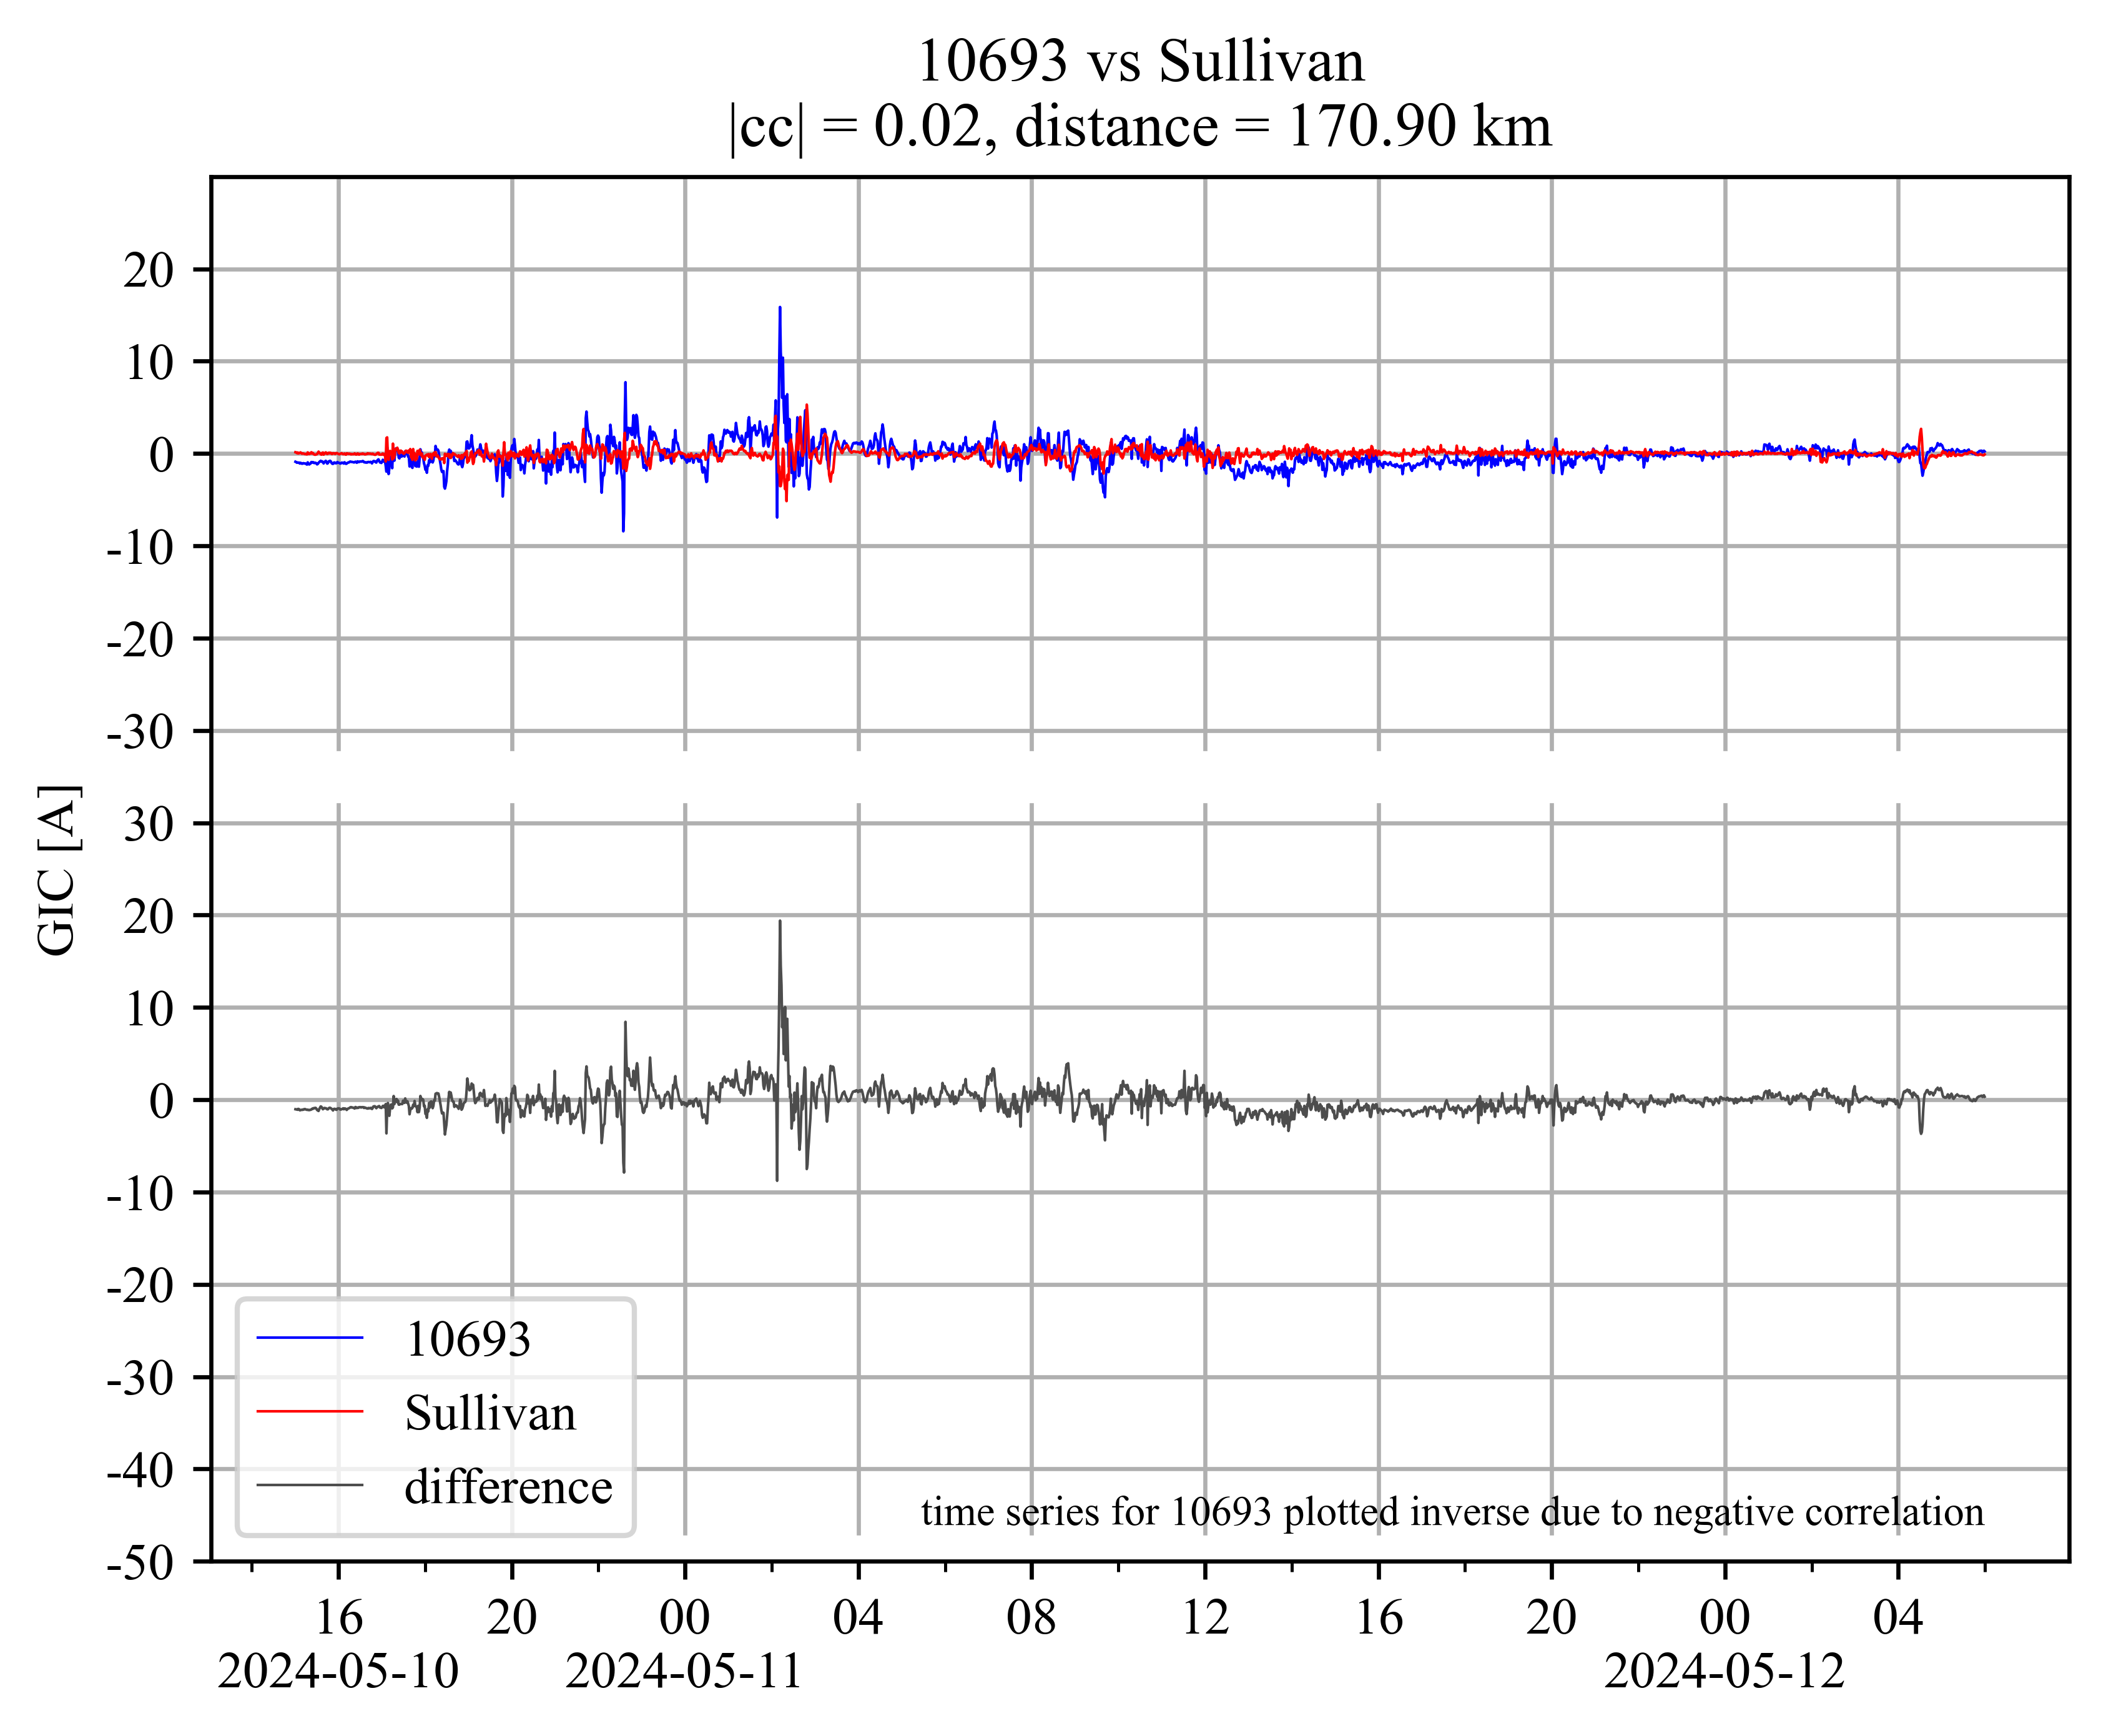 10693 vs Sullivan
|cc| = 0.02, distance = 170.90 km
GIC [A]
20
10
0
-10
-20
-30
30
20
10
0
-10
-20
-30
-40
-50
10693
Sullivan
difference
time series for 10693 plotted inverse due to negative correlation
16 20 00 04 08 12 16 20 00 04
2024-05-10 2024-05-11 2024-05-12